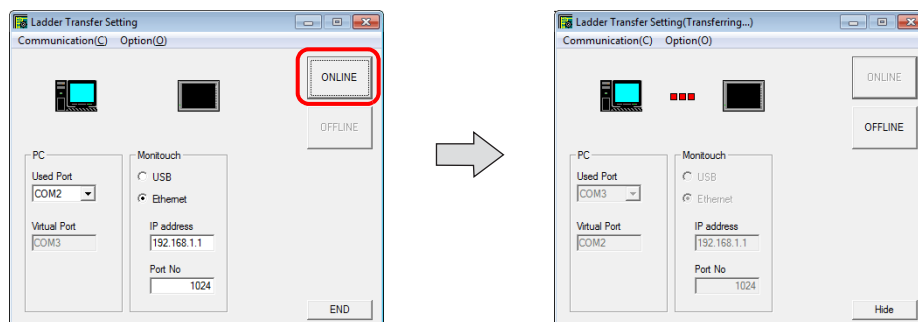 Ladder Transfer Setting
Communication(C) Option(O)
ONLINE
OFFLINE
PC
Used Port
COM2
Virtual Port
COM3
Monitouch
USB
Ethernet
IP address
192.168.1.1
Port No
1024
END
Ladder Transfer Setting(Transferring...)
Communication(C) Option(O)
ONLINE
OFFLINE
PC
Used Port
COM3
Virtual Port
COM2
Monitouch
USB
Ethernet
IP address
192.168.1.1
Port No
1024
Hide